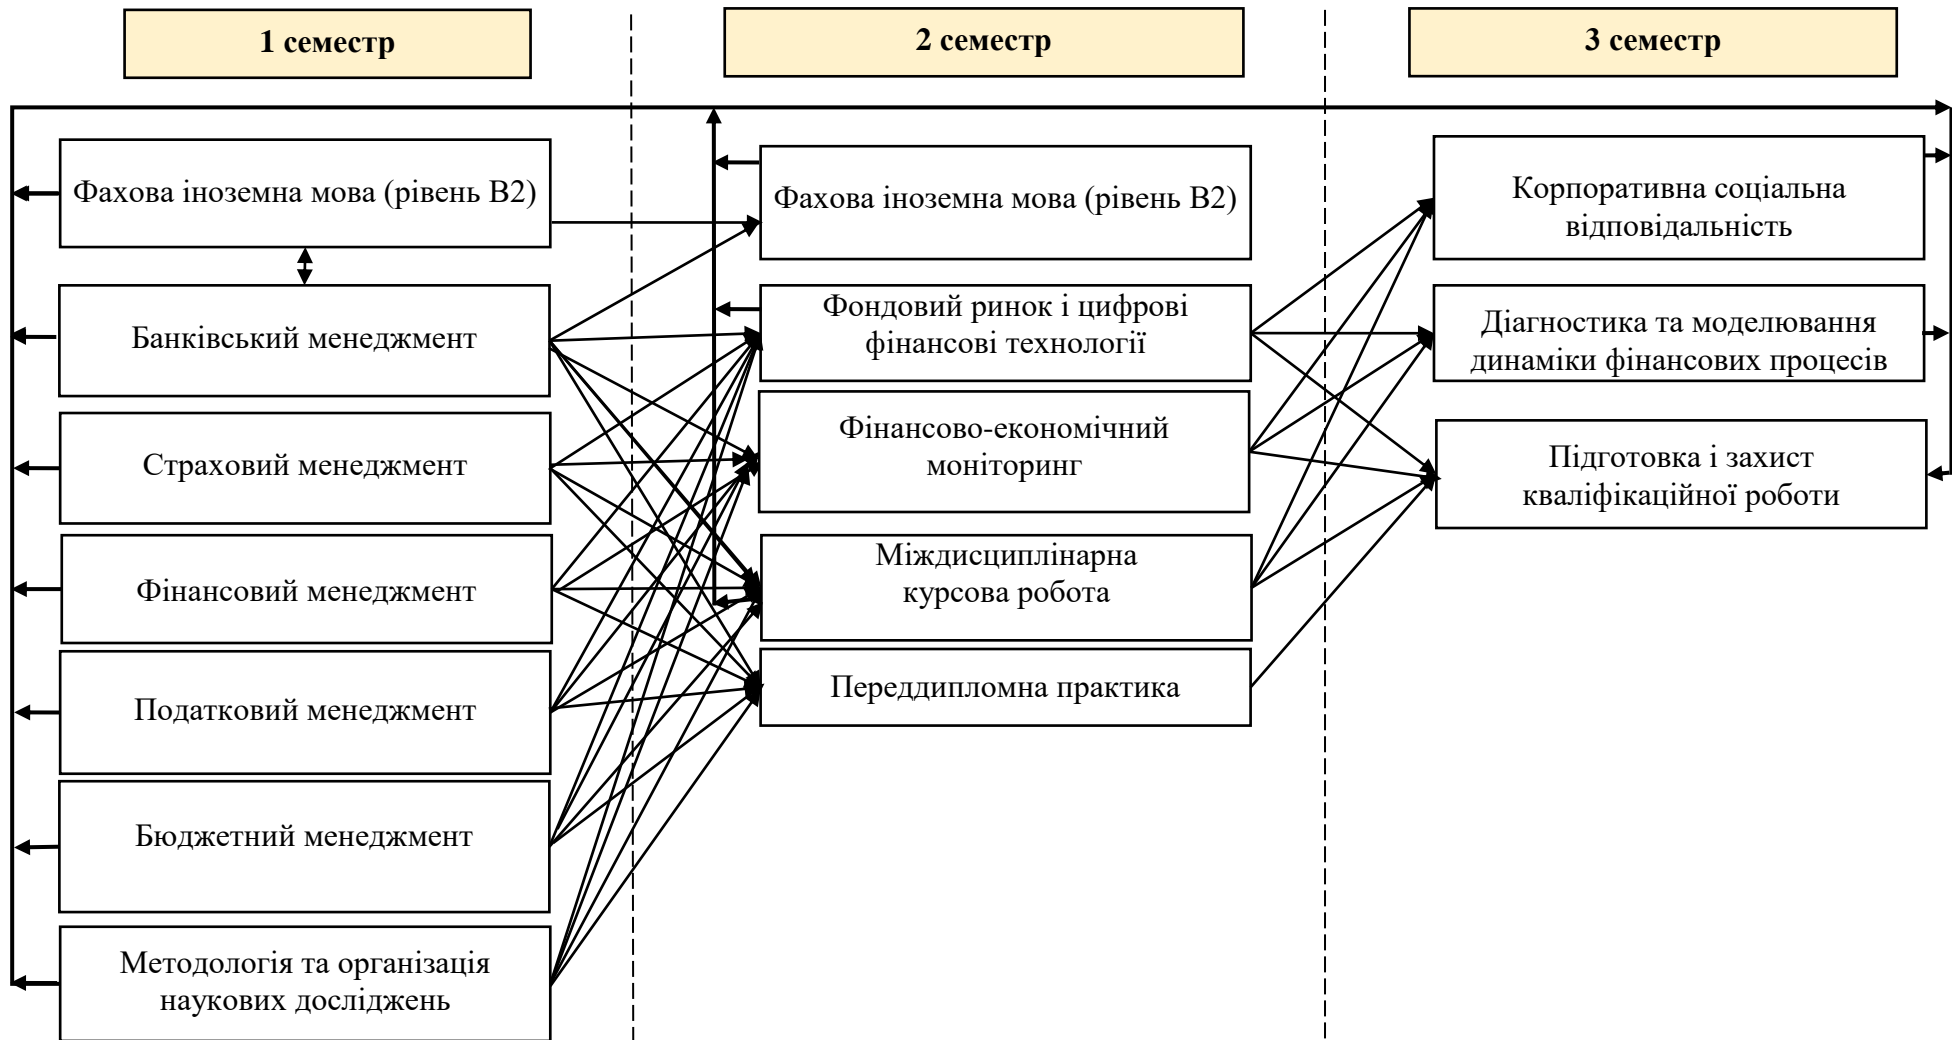 1 семестр
2 семестр
3 семестр
Фахова іноземна мова (рівень В2)
Банківський менеджмент
Страховий менеджмент
Фінансовий менеджмент
Податковий менеджмент
Бюджетний менеджмент
Методологія та організація
наукових досліджень
Фахова іноземна мова (рівень В2)
Фондовий ринок і цифрові
фінансові технології
Фінансово-економічний
моніторинг
Міждисциплінарна
курсова робота
Переддипломна практика
Корпоративна соціальна
відповідальність
Діагностика та моделювання
динаміки фінансових процесів
Підготовка і захист
кваліфікаційної роботи